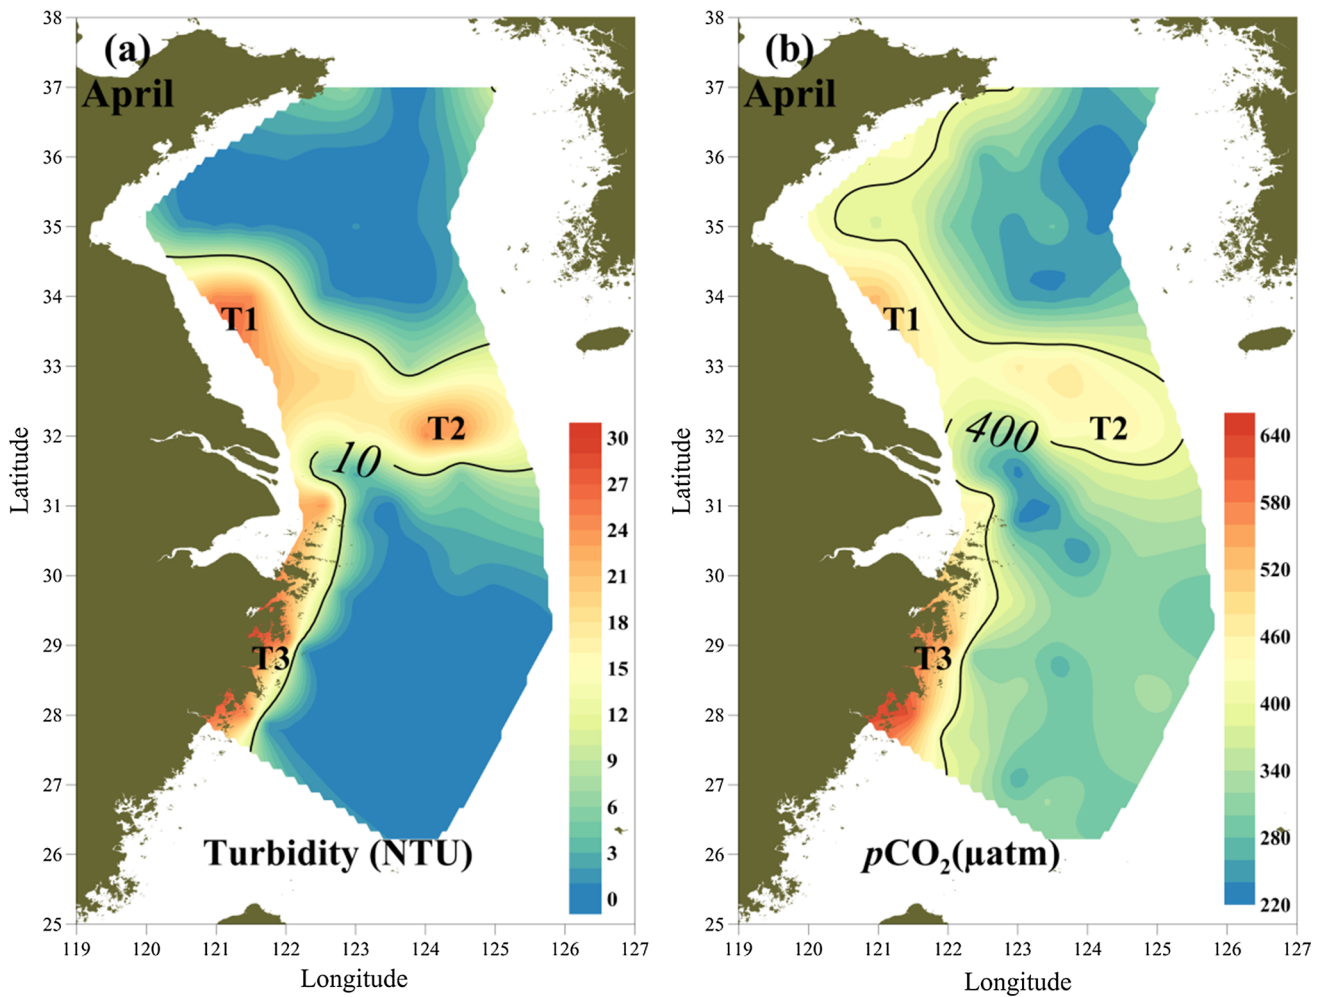 (a)
April
38
37
36
35
34
33
32
31
30
29
28
27
26
25
Latitude
T1
T2
T3
10
30
27
24
21
18
15
12
9
6
3
0
Turbidity (NTU)
119 120 121 122 123 124 125 126 127
Longitude
(b)
April
38
37
36
35
34
33
32
31
30
29
28
27
26
25
Latitude
T1
T2
T3
400
640
580
520
460
400
340
280
220
pCO2(µatm)
119 120 121 122 123 124 125 126 127
Longitude